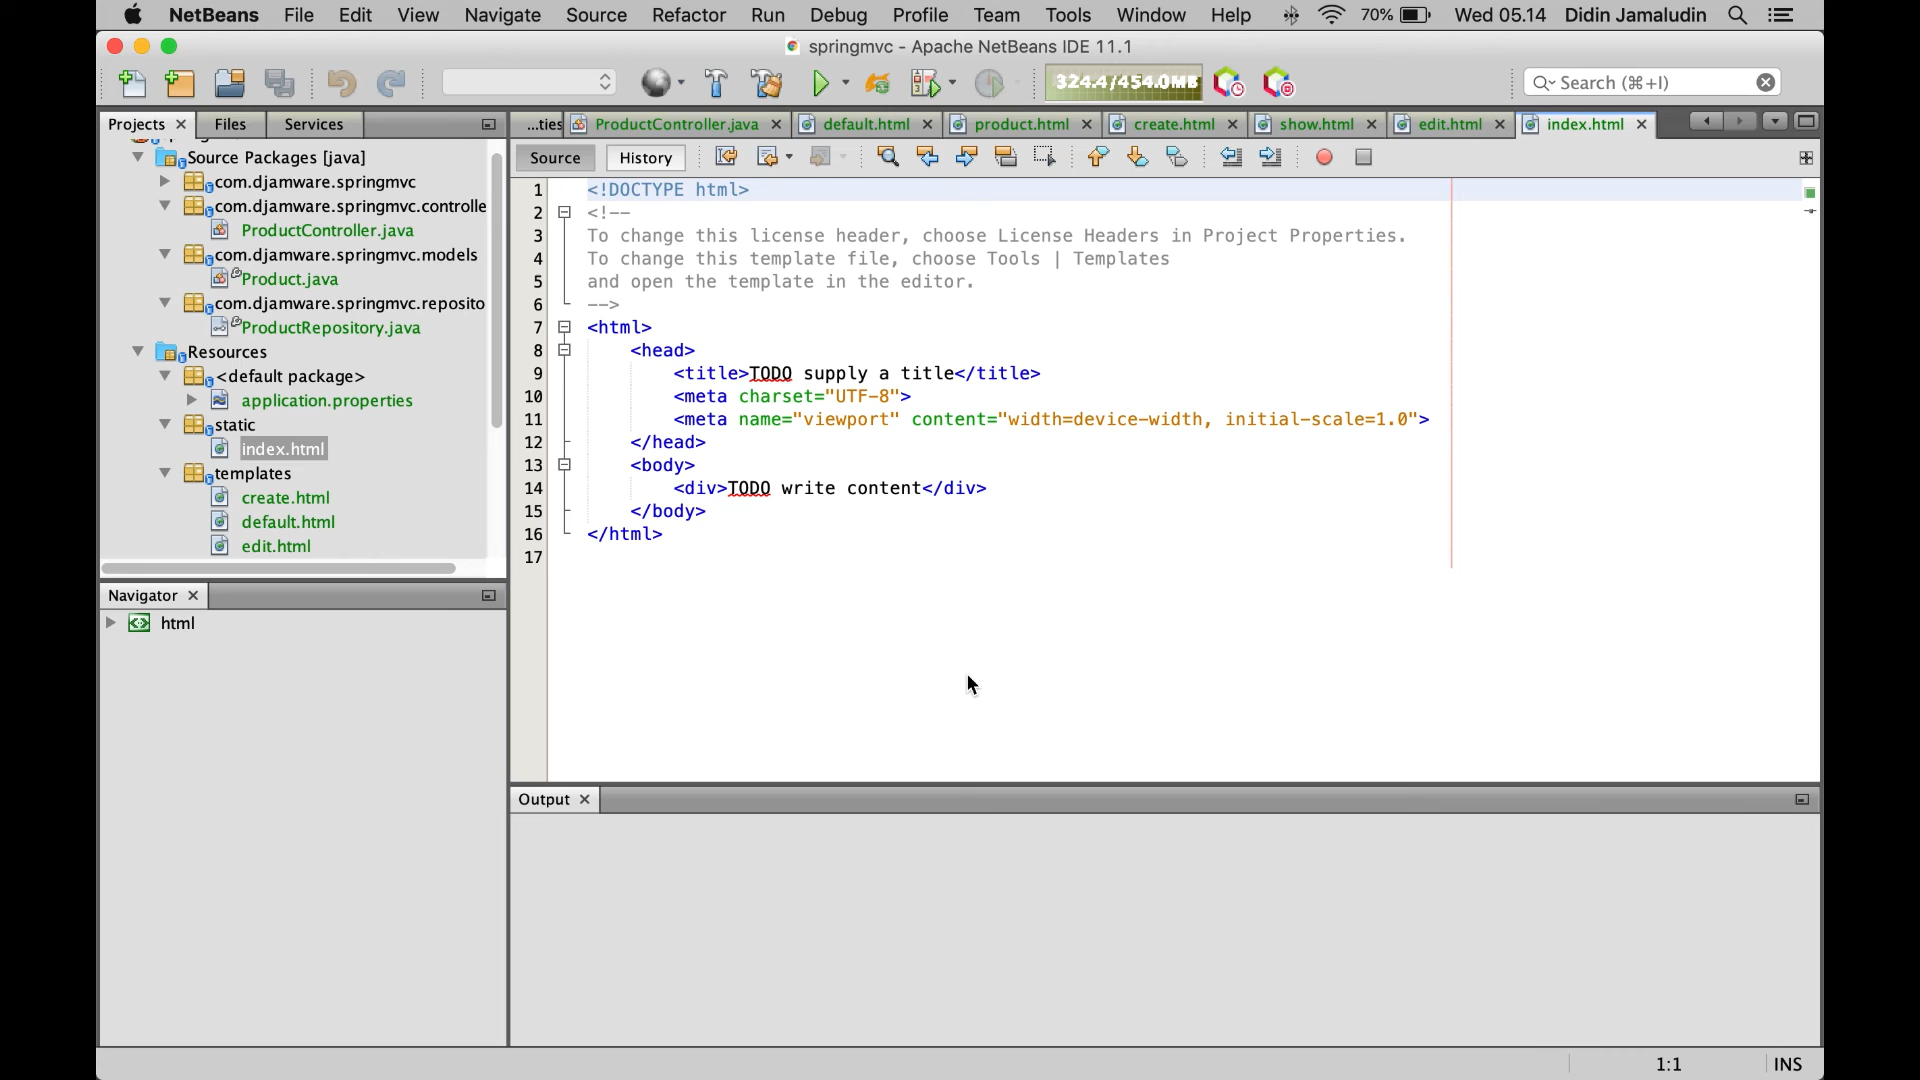 NetBeans File Edit View Navigate Source Refactor Run Debug Profile Team Tools Window Help 70% Wed 05.14 Didin Jamaludin
springmvc - Apache NetBeans IDE 11.1
324.4/454.0MB Search (⌘+I)
Projects Files Services
...ties ProductController.java default.html product.html create.html show.html edit.html index.html
Source History
Source Packages [java]
com.djamware.springmvc
com.djamware.springmvc.controlle
ProductController.java
com.djamware.springmvc.models
Product.java
com.djamware.springmvc.reposito
ProductRepository.java
Resources
<default package>
application.properties
static
index.html
templates
create.html
default.html
edit.html
Navigator
html
1 <!DOCTYPE html>
2 <!--
3 To change this license header, choose License Headers in Project Properties.
4 To change this template file, choose Tools | Templates
5 and open the template in the editor.
6 -->
7 <html>
8 <head>
9 <title>TODO supply a title</title>
10 <meta charset="UTF-8">
11 <meta name="viewport" content="width=device-width, initial-scale=1.0">
12 </head>
13 <body>
14 <div>TODO write content</div>
15 </body>
16 </html>
17
Output
1:1 INS